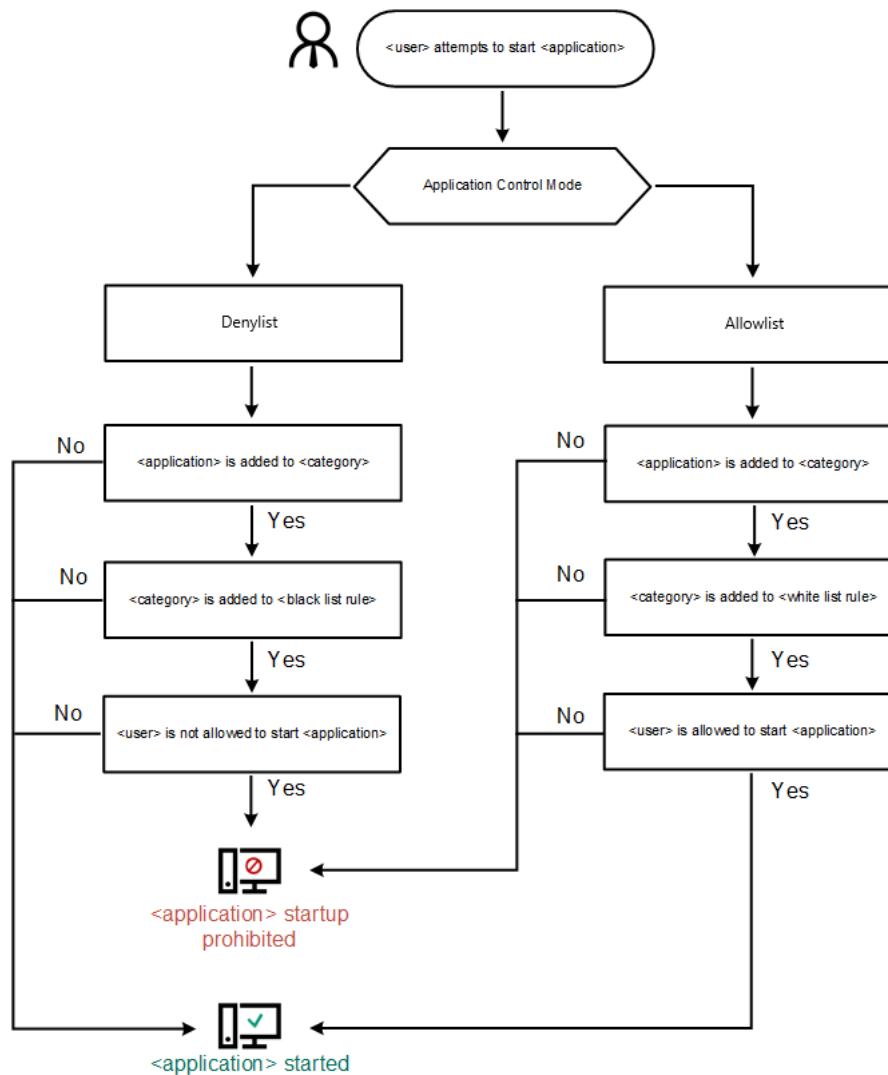 <user> attempts to start <application>
Application Control Mode
Denylist
Allowlist
No
<application> is added to <category>
No
<application> is added to <category>
Yes
Yes
No
<category> is added to <black list rule>
No
<category> is added to <white list rule>
Yes
Yes
No
<user> is not allowed to start <application>
No
<user> is allowed to start <application>
Yes
Yes
<application> startup
prohibited
<application> started